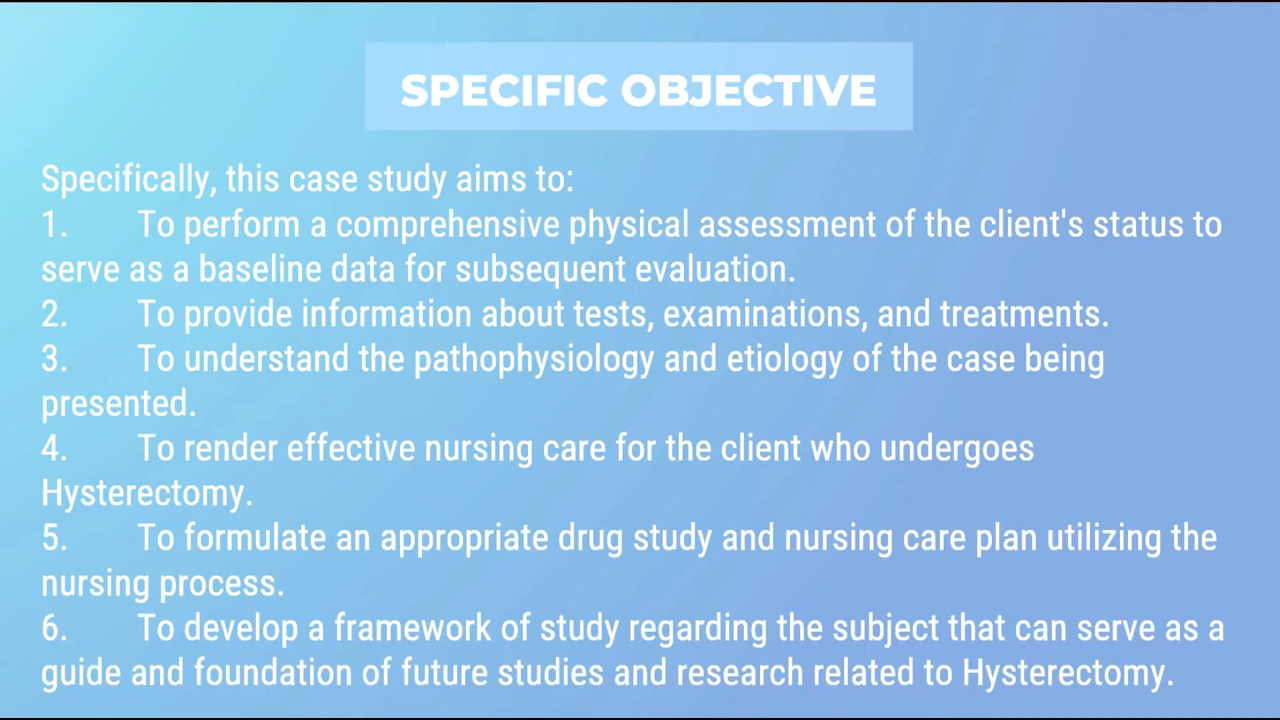 SPECIFIC OBJECTIVE
Specifically, this case study aims to:
1. To perform a comprehensive physical assessment of the client's status to
serve as a baseline data for subsequent evaluation.
2. To provide information about tests, examinations, and treatments.
3. To understand the pathophysiology and etiology of the case being
presented.
4. To render effective nursing care for the client who undergoes
Hysterectomy.
5. To formulate an appropriate drug study and nursing care plan utilizing the
nursing process.
6. To develop a framework of study regarding the subject that can serve as a
guide and foundation of future studies and research related to Hysterectomy.